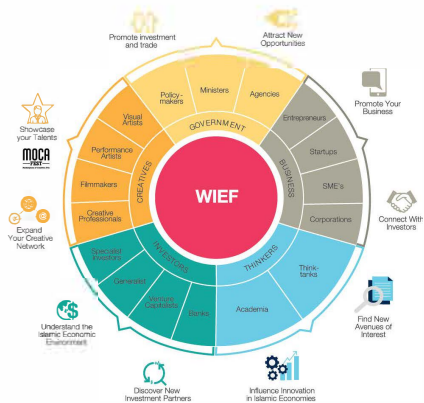 Promote investment
and trade
Attract New
Opportunities
Policy-
makers
Ministers
Agencies
GOVERNMENT
Promote Your
Business
Entrepreneurs
Startups
SME's
Corporations
BUSINESS
Connect With
Investors
Showcase
your Talents
MOCA
FEST
Visual
Artists
Performance
Artists
Filmmakers
Creative
Professionals
CREATIVES
Expand
Your Creative
Network
WIEF
Specialist
Investors
Generalist
Venture
Capitalists
Banks
INVESTORS
THINKERS
Think-
tanks
Academia
Find New
Avenues of
Interest
Understand the
Islamic Economic
Environment
Discover New
Investment Partners
Influence Innovation
in Islamic Economies